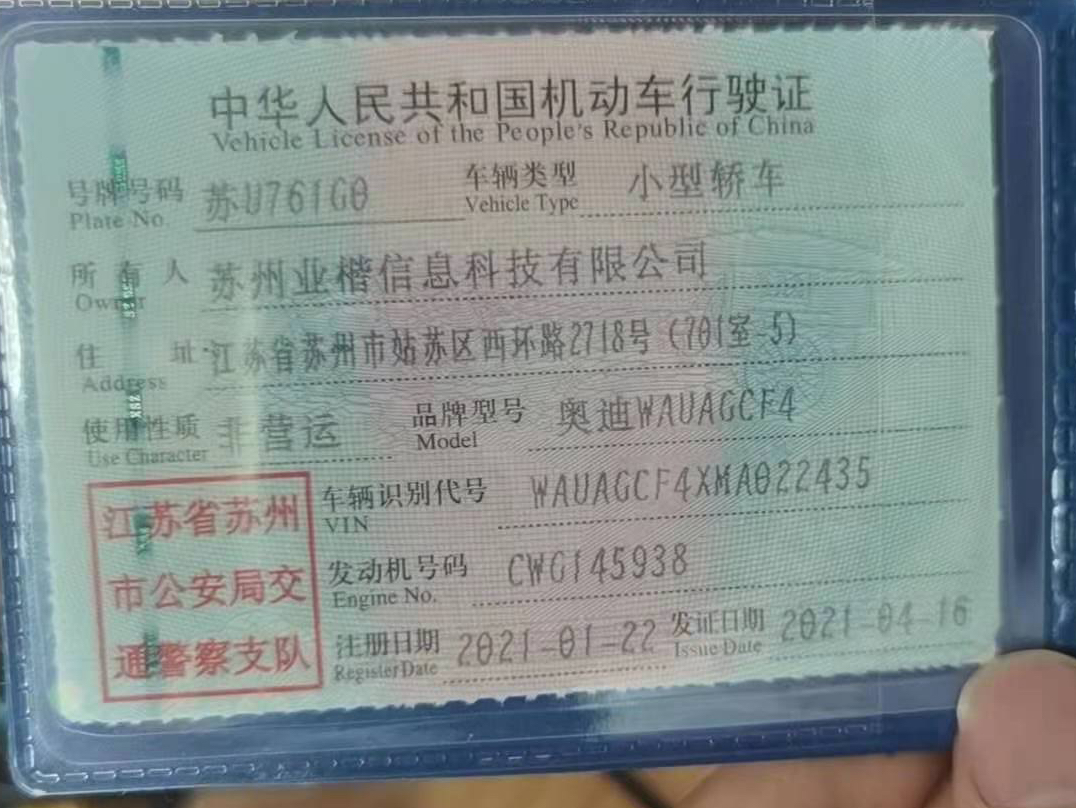 中华人民共和国机动车行驶证
Vehicle License of the People's Republic of China
号牌号码 苏U761G0 车辆类型 小型轿车
Plate No. Vehicle Type
所有人 苏州业楷信息科技有限公司
Owner
住址 江苏省苏州市姑苏区西环路2718号（701室-5）
Address
使用性质 非营运 品牌型号 奥迪WAUAGCF4
Use Character Model
江苏省苏州
市公安局交
通警察支队
车辆识别代号 WAUAGCF4XMA022435
VIN
发动机号码 CWG145938
Engine No.
注册日期 2021-01-22 发证日期 2021-04-16
Register Date Issue Date